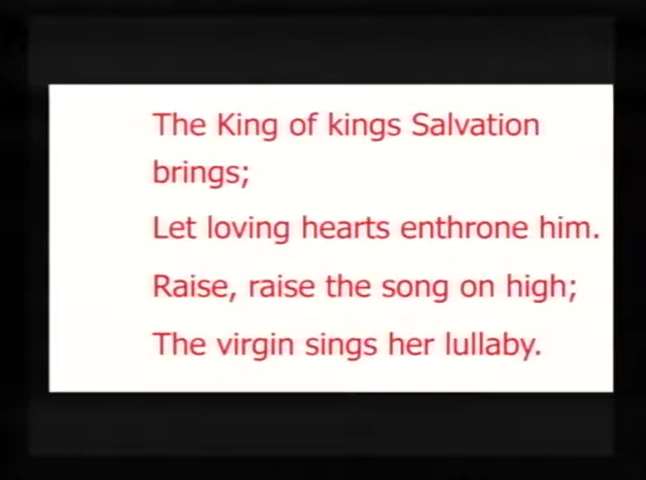 The King of kings Salvation
brings;
Let loving hearts enthrone him.
Raise, raise the song on high;
The virgin sings her lullaby.